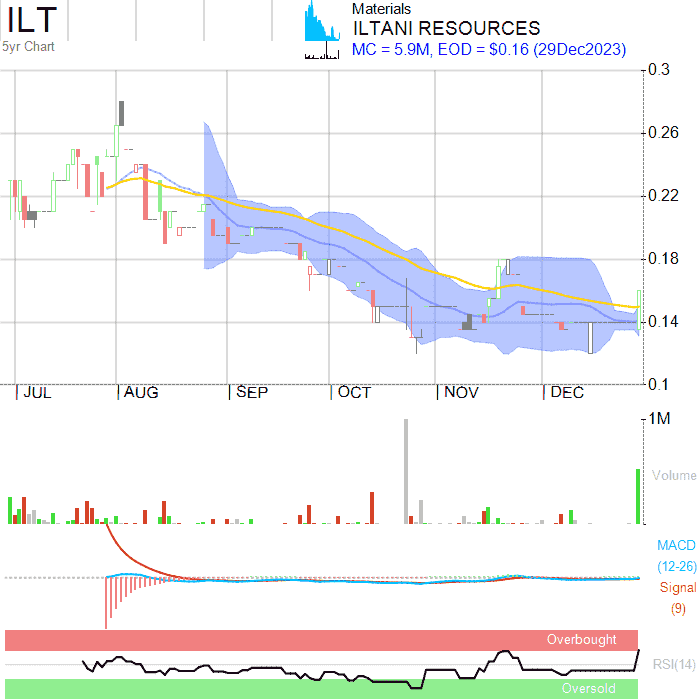 ILT
5yr Chart
Materials
ILTANI RESOURCES
MC = 5.9M, EOD = $0.16 (29Dec2023)
0.3
0.26
0.22
0.18
0.14
0.1
JUL AUG SEP OCT NOV DEC
1M
Volume
MACD
(12-26)
Signal
(9)
Overbought
RSI(14)
Oversold